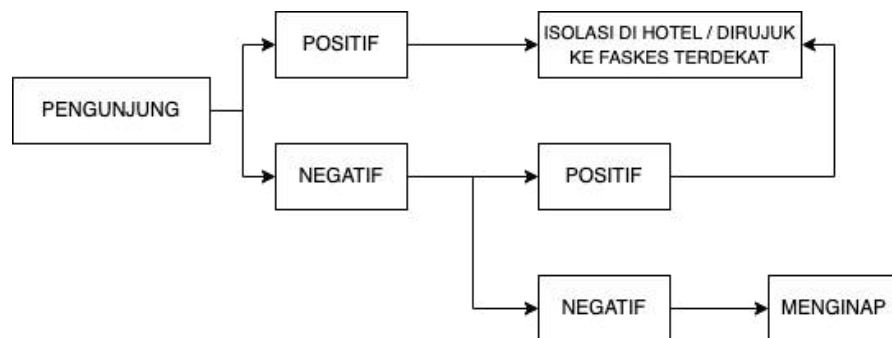 POSITIF
ISOLASI DI HOTEL / DIRUJUK
KE FASKES TERDEKAT
PENGUNJUNG
NEGATIF
POSITIF
NEGATIF
MENGINAP